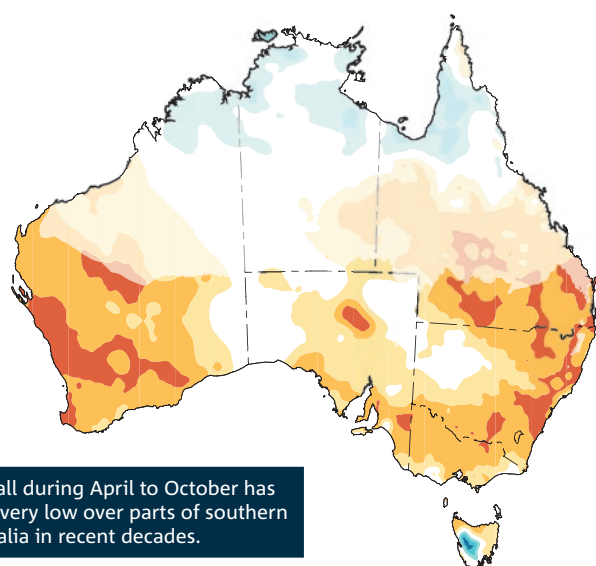 all during April to October has
very low over parts of southern
alia in recent decades.